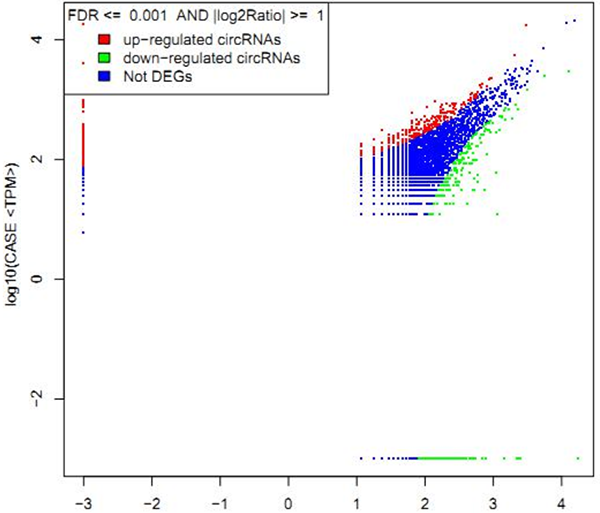 FDR <= 0.001 AND |log2Ratio| >= 1
up-regulated circRNAs
down-regulated circRNAs
Not DEGs
log10(CASE <TPM>)
4
2
0
-2
-3 -2 -1 0 1 2 3 4